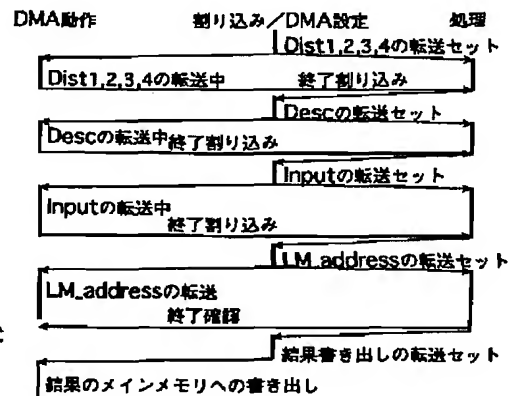 DMA動作 割り込み/DMA設定 処理
Dist1,2,3,4の転送セット
Dist1,2,3,4の転送中 終了割り込み
Descの転送セット
Descの転送中終了割り込み
Inputの転送セット
Inputの転送中
終了割り込み
LM_addressの転送セット
LM_addressの転送
終了確認
結果書き出しの転送セット
結果のメインメモリへの書き出し